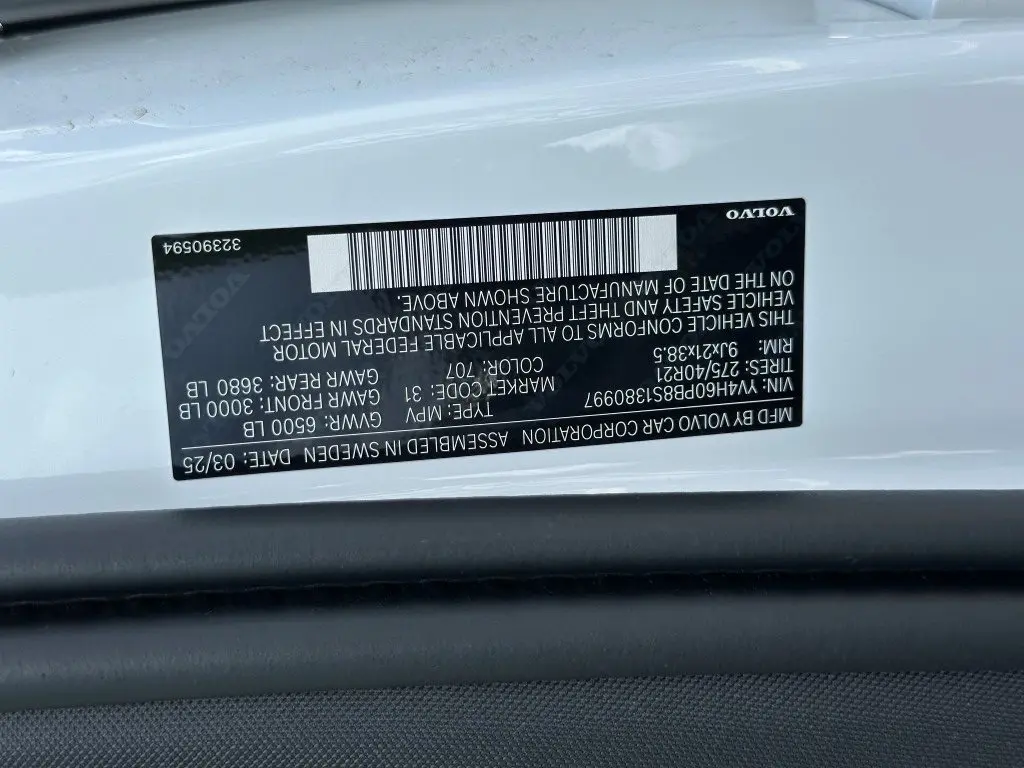 MFD BY VOLVO CAR CORPORATION ASSEMBLED IN SWEDEN DATE: 03/25
VIN: YV4H60PB8S1380997 TYPE: MPV GVWR: 6500 LB
TIRES: 275/40R21 MARKET CODE: 31 GAWR FRONT: 3000 LB
RIM: 9Jx21x38.5 COLOR: 707 GAWR REAR: 3680 LB
THIS VEHICLE CONFORMS TO ALL APPLICABLE FEDERAL MOTOR
VEHICLE SAFETY AND THEFT PREVENTION STANDARDS IN EFFECT
ON THE DATE OF MANUFACTURE SHOWN ABOVE.
VOLVO 32390594